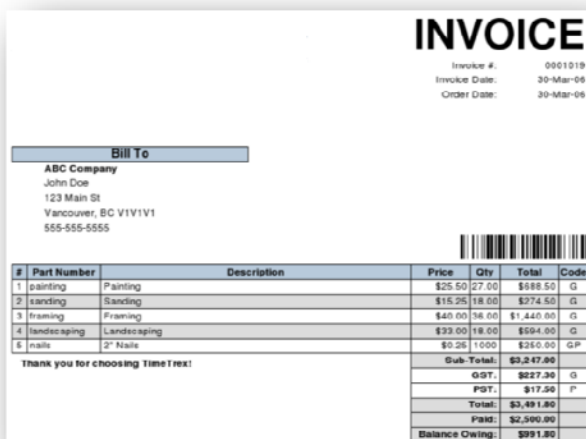 INVOICE
Invoice #: 0001019
Invoice Date: 30-Mar-06
Order Date: 30-Mar-06
Bill To
ABC Company
John Doe
123 Main St
Vancouver, BC V1V1V1
555-555-5555
# Part Number Description Price Qty Total Code
1 painting Painting $25.50 27.00 $688.50 G
2 sanding Sanding $15.25 18.00 $274.50 G
3 framing Framing $40.00 36.00 $1,440.00 G
4 landscaping Landscaping $33.00 18.00 $594.00 G
5 nails 2" Nails $0.25 1000 $250.00 GP
Thank you for choosing TimeTrex! Sub-Total: $3,247.00
GST. $227.30 G
PST. $17.50 P
Total: $3,491.80
Paid: $2,500.00
Balance Owing: $991.80